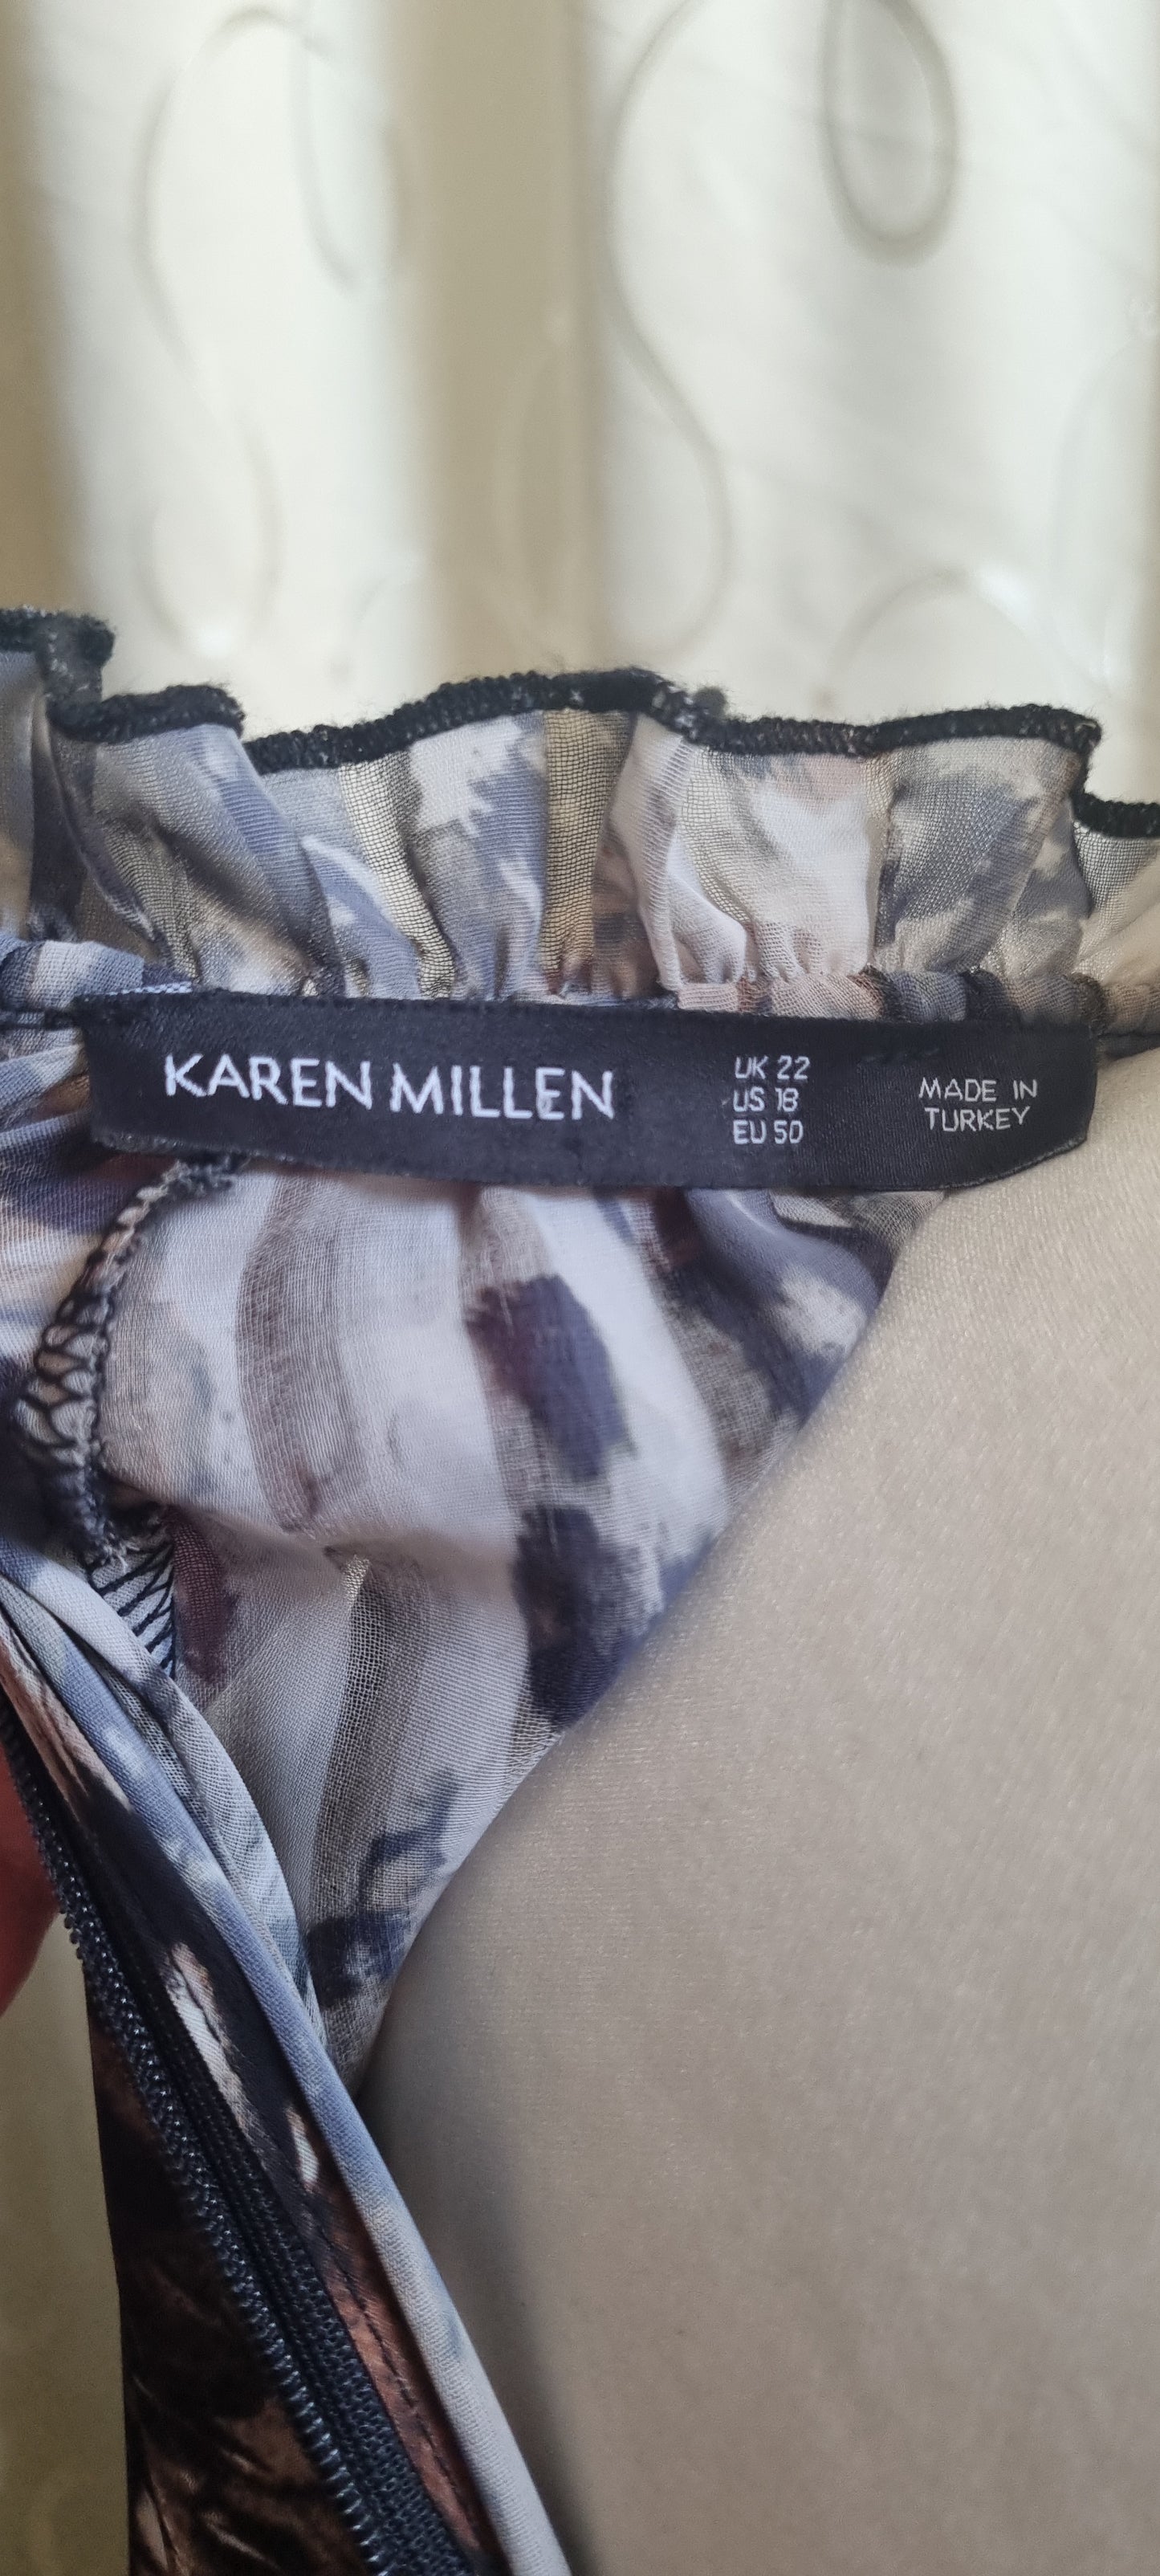 KAREN MILLEN
UK 22
US 18
EU 50
MADE IN
TURKEY